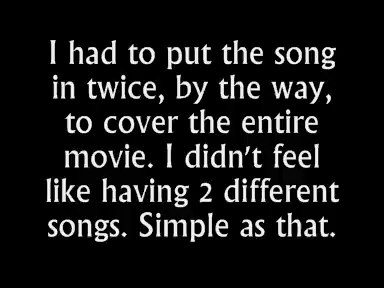 I had to put the song
in twice, by the way,
to cover the entire
movie. I didn't feel
like having 2 different
songs. Simple as that.